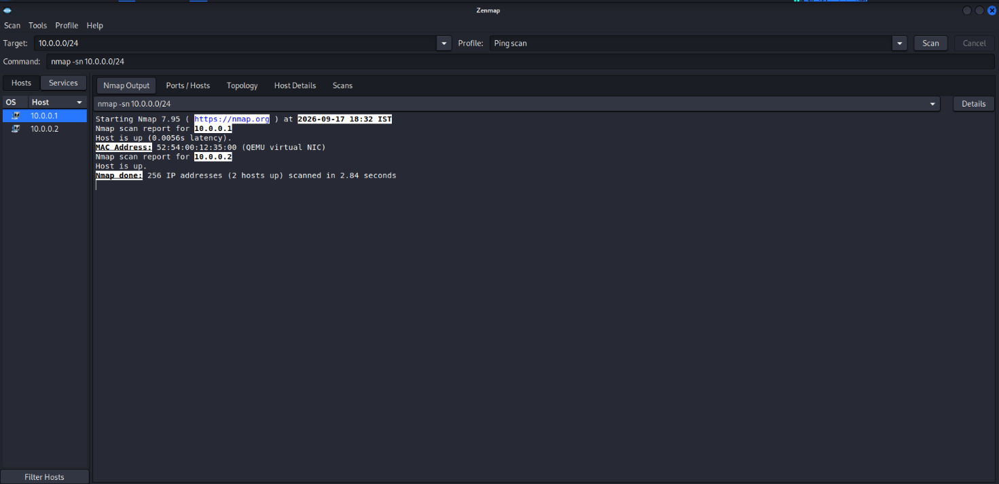 Zenmap
Scan Tools Profile Help
Target: 10.0.0.0/24 Profile: Ping scan Scan Cancel
Command: nmap -sn 10.0.0.0/24
Hosts Services
OS Host
10.0.0.1
10.0.0.2
Filter Hosts
Nmap Output Ports / Hosts Topology Host Details Scans
nmap -sn 10.0.0.0/24 Details
Starting Nmap 7.95 ( https://nmap.org ) at 2026-09-17 18:32 IST
Nmap scan report for 10.0.0.1
Host is up (0.0056s latency).
MAC Address: 52:54:00:12:35:00 (QEMU virtual NIC)
Nmap scan report for 10.0.0.2
Host is up.
Nmap done: 256 IP addresses (2 hosts up) scanned in 2.84 seconds